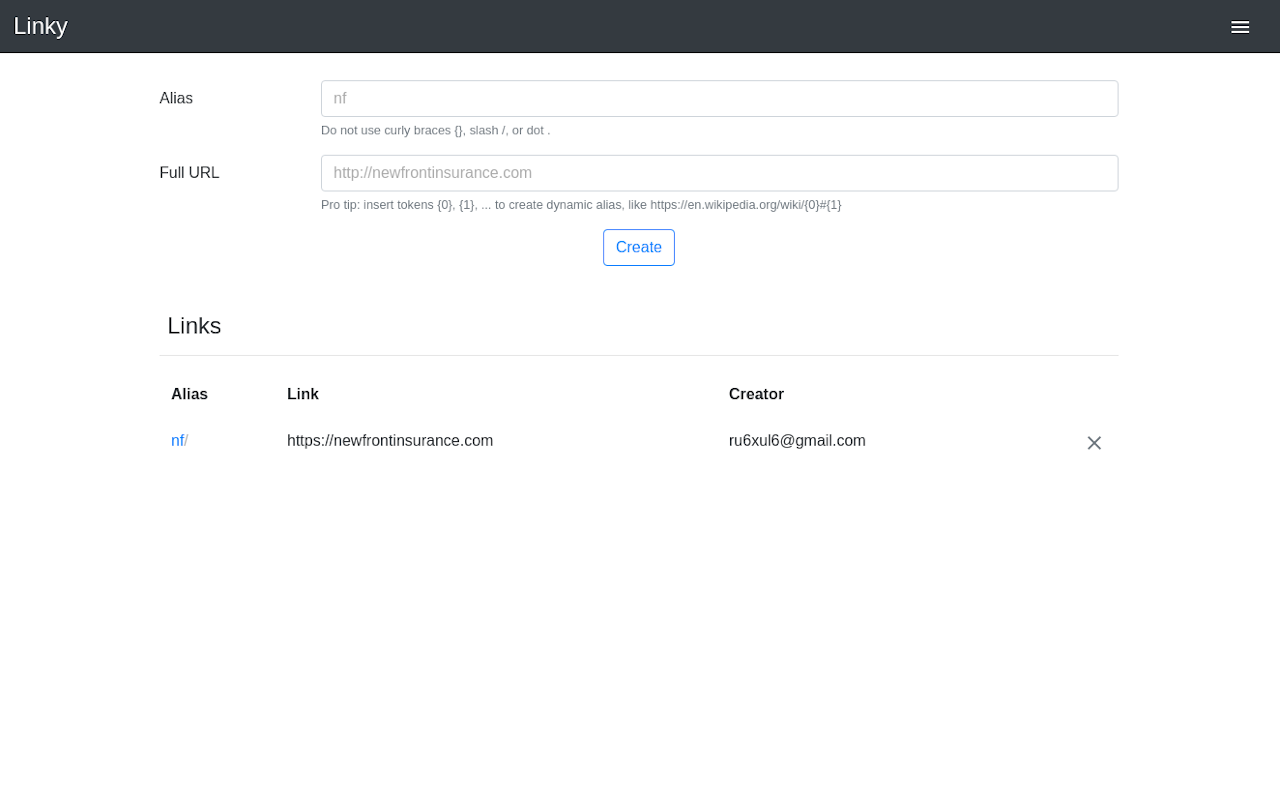 Linky
Alias
nf
Do not use curly braces {}, slash /, or dot .
Full URL
http://newfrontinsurance.com
Pro tip: insert tokens {0}, {1}, ... to create dynamic alias, like https://en.wikipedia.org/wiki/{0}#{1}
Create
Links
Alias Link Creator
nf/ https://newfrontinsurance.com ru6xul6@gmail.com